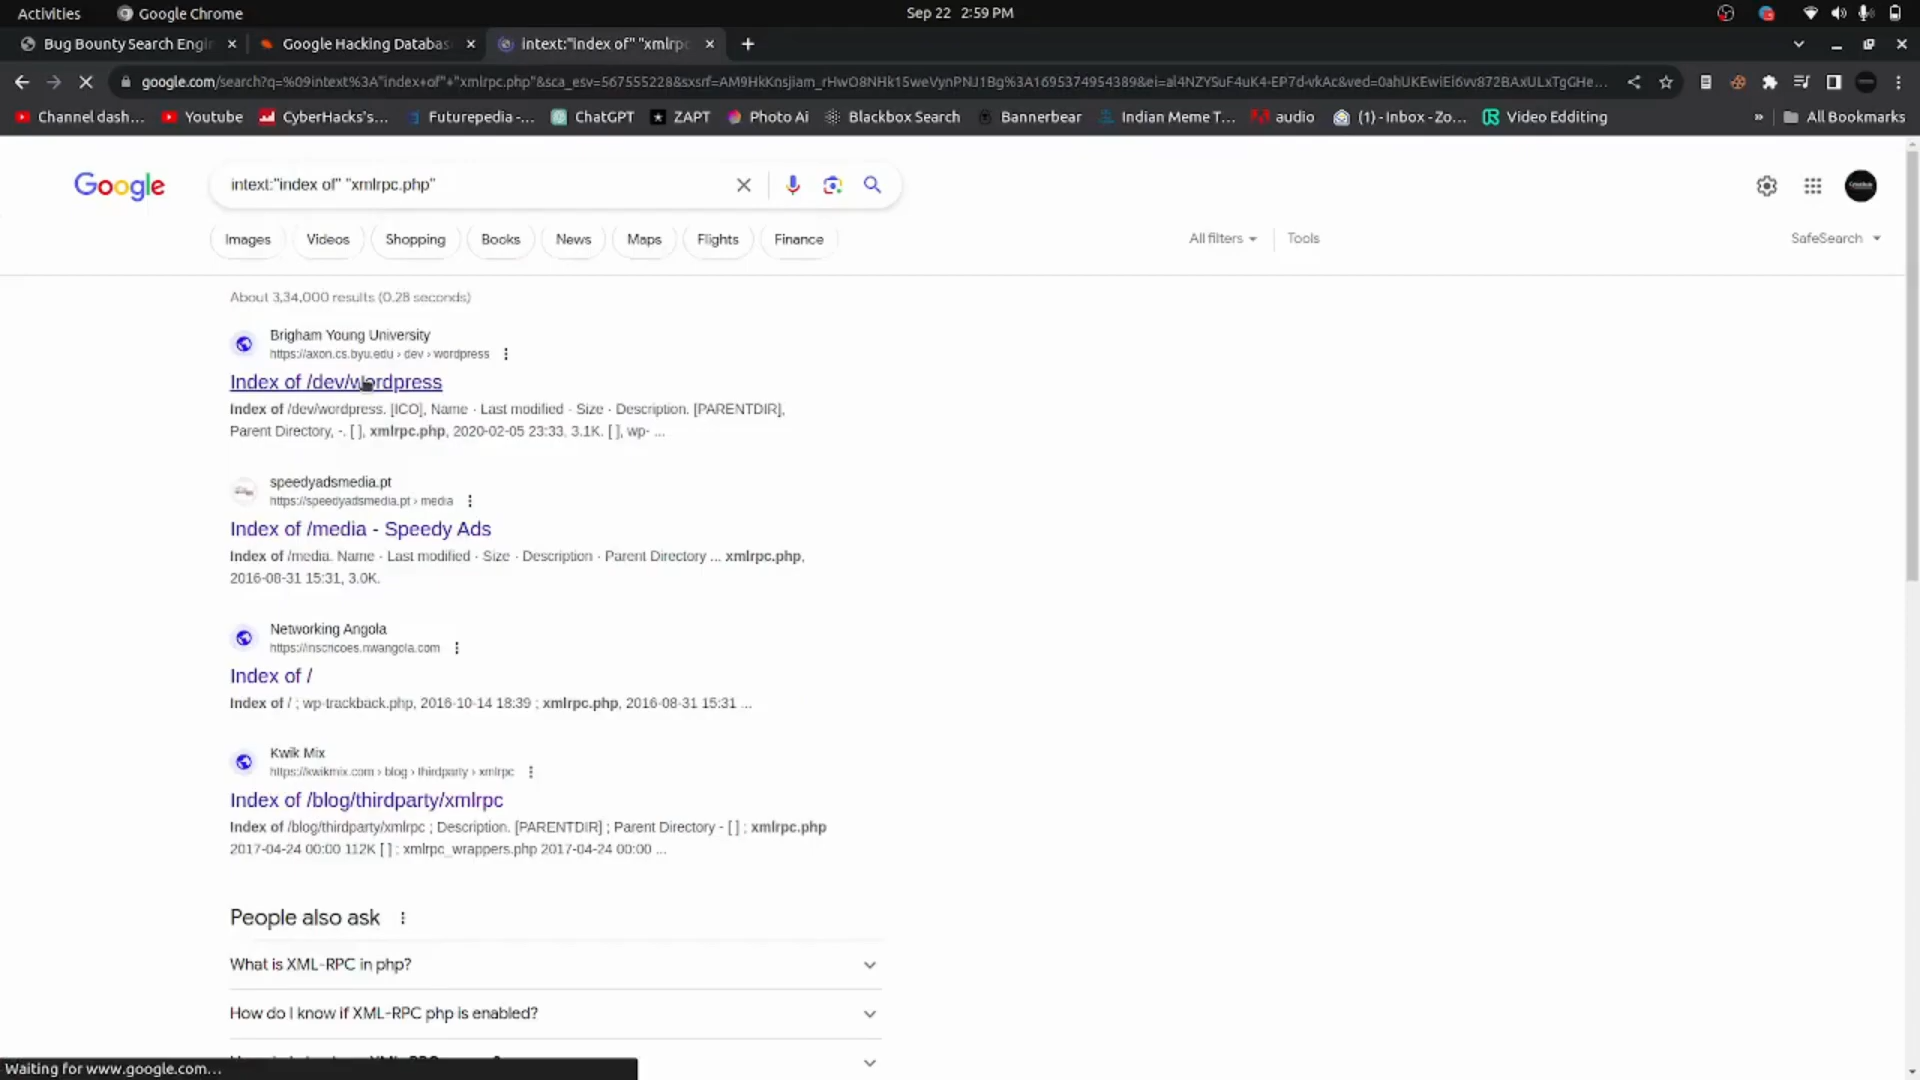 Activities
Google Chrome
Sep 22 2:59 PM
Bug Bounty Search Engi
Google Hacking Databas
intext:"index of" "xmlrpc
google.com/search?q=%09intext%3A"index+of"+"xmlrpc.php"&sca_esv=567555228&sxsrf=
Channel dash...
YouTube
CyberHacks's...
Futurepedia -...
ChatGPT
ZAPT
Photo Ai
Blackbox Search
Bannerbear
Indian Meme T...
audio
(1) - Inbox - Zo...
Video Edditing
»
All Bookmarks
Google
intext:"index of" "xmlrpc.php"
Images
Videos
Shopping
Books
News
Maps
Flights
Finance
All filters
Tools
SafeSearch
About 3,34,000 results (0.28 seconds)
Brigham Young University
https://axon.cs.byu.edu › dev › wordpress
Index of /dev/wordpress
Index of /dev/wordpress. [ICO], Name · Last modified · Size · Description. [PARENTDIR],
Parent Directory, -. [ ], xmlrpc.php, 2020-02-05 23:33, 3.1K. [ ], wp- ...
speedyadsmedia.pt
https://speedyadsmedia.pt › media
Index of /media - Speedy Ads
Index of /media. Name · Last modified · Size · Description · Parent Directory ... xmlrpc.php,
2016-08-31 15:31, 3.0K.
Networking Angola
https://inscricoes.nwangola.com
Index of /
Index of / ; wp-trackback.php, 2016-10-14 18:39 ; xmlrpc.php, 2016-08-31 15:31 ...
Kwik Mix
https://kwikmix.com › blog › thirdparty › xmlrpc
Index of /blog/thirdparty/xmlrpc
Index of /blog/thirdparty/xmlrpc ; Description. [PARENTDIR] ; Parent Directory - [ ] ; xmlrpc.php
2017-04-24 00:00 112K [ ] ; xmlrpc_wrappers.php 2017-04-24 00:00 ...
People also ask
What is XML-RPC in php?
How do I know if XML-RPC php is enabled?
Waiting for www.google.com...